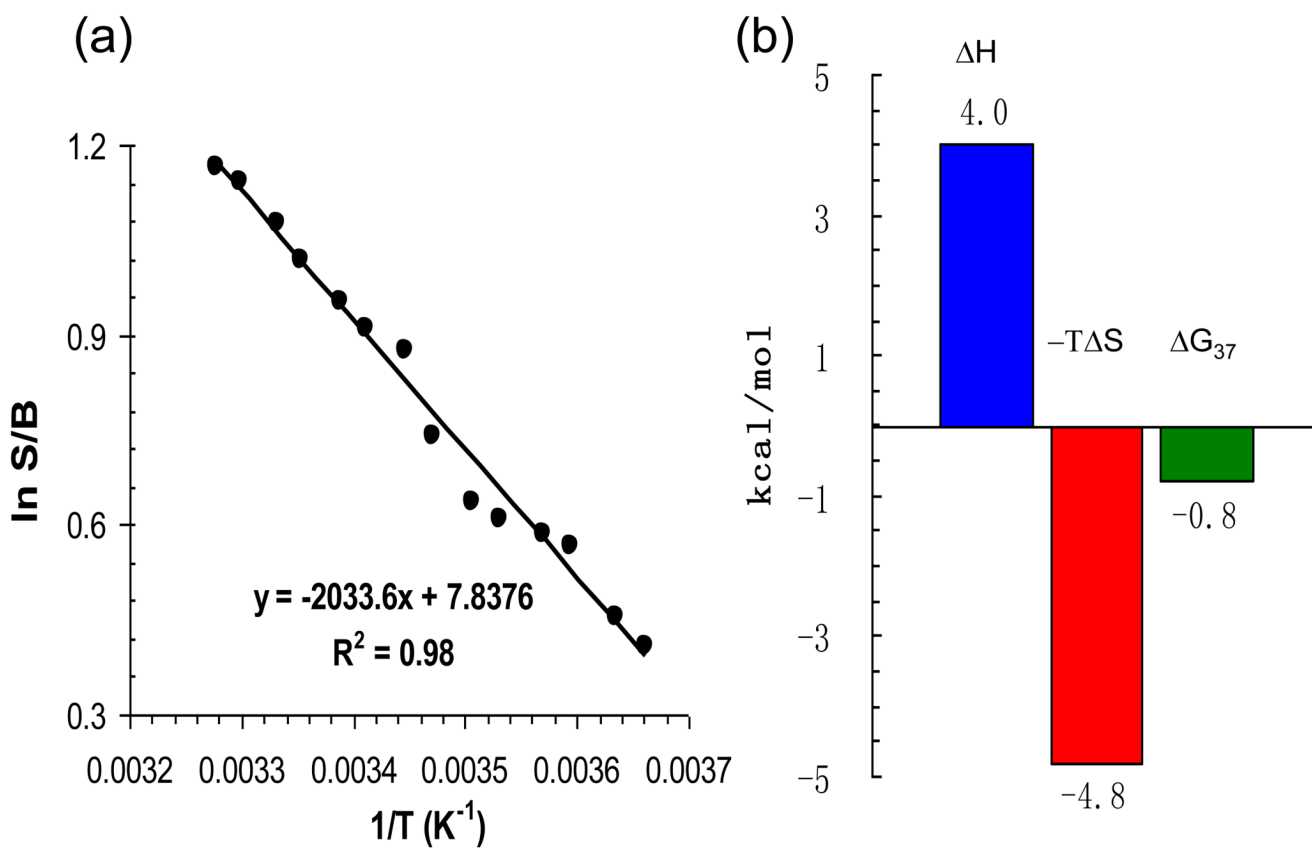 (a)
1.2
0.9
0.6
0.3
ln S/B
y = -2033.6x + 7.8376
R² = 0.98
0.0032 0.0033 0.0034 0.0035 0.0036 0.0037
1/T (K⁻¹)
(b)
5
3
1
−1
−3
−5
kcal/mol
ΔH
4.0
−TΔS
ΔG₃₇
−0.8
−4.8